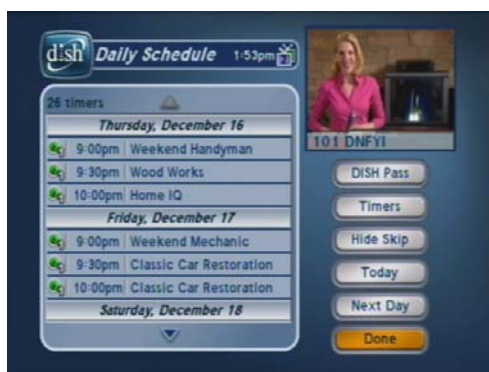 dish Daily Schedule 1:53pm
26 timers
Thursday, December 16
9:00pm Weekend Handyman
9:30pm Wood Works
10:00pm Home IQ
Friday, December 17
9:00pm Weekend Mechanic
9:30pm Classic Car Restoration
10:00pm Classic Car Restoration
Saturday, December 18
101 DNFYI
DISH Pass
Timers
Hide Skip
Today
Next Day
Done